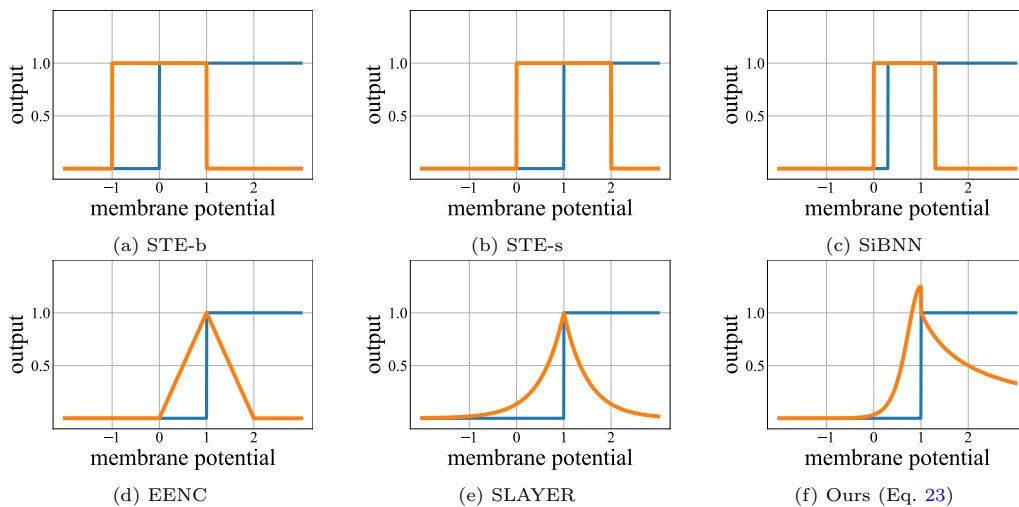 output
1.0
0.5
−1 0 1 2
membrane potential
(a) STE-b
output
1.0
0.5
−1 0 1 2
membrane potential
(b) STE-s
output
1.0
0.5
−1 0 1 2
membrane potential
(c) SiBNN
output
1.0
0.5
−1 0 1 2
membrane potential
(d) EENC
output
1.0
0.5
−1 0 1 2
membrane potential
(e) SLAYER
output
1.0
0.5
−1 0 1 2
membrane potential
(f) Ours (Eq. 23)